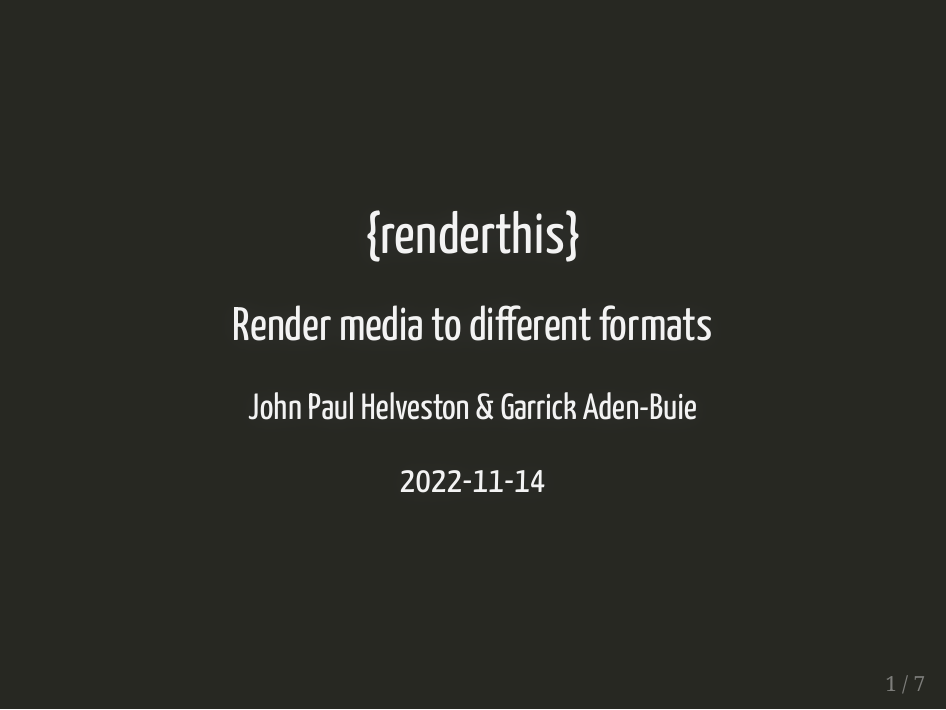 {renderthis}
Render media to different formats
John Paul Helveston & Garrick Aden-Buie
2022-11-14
1 / 7